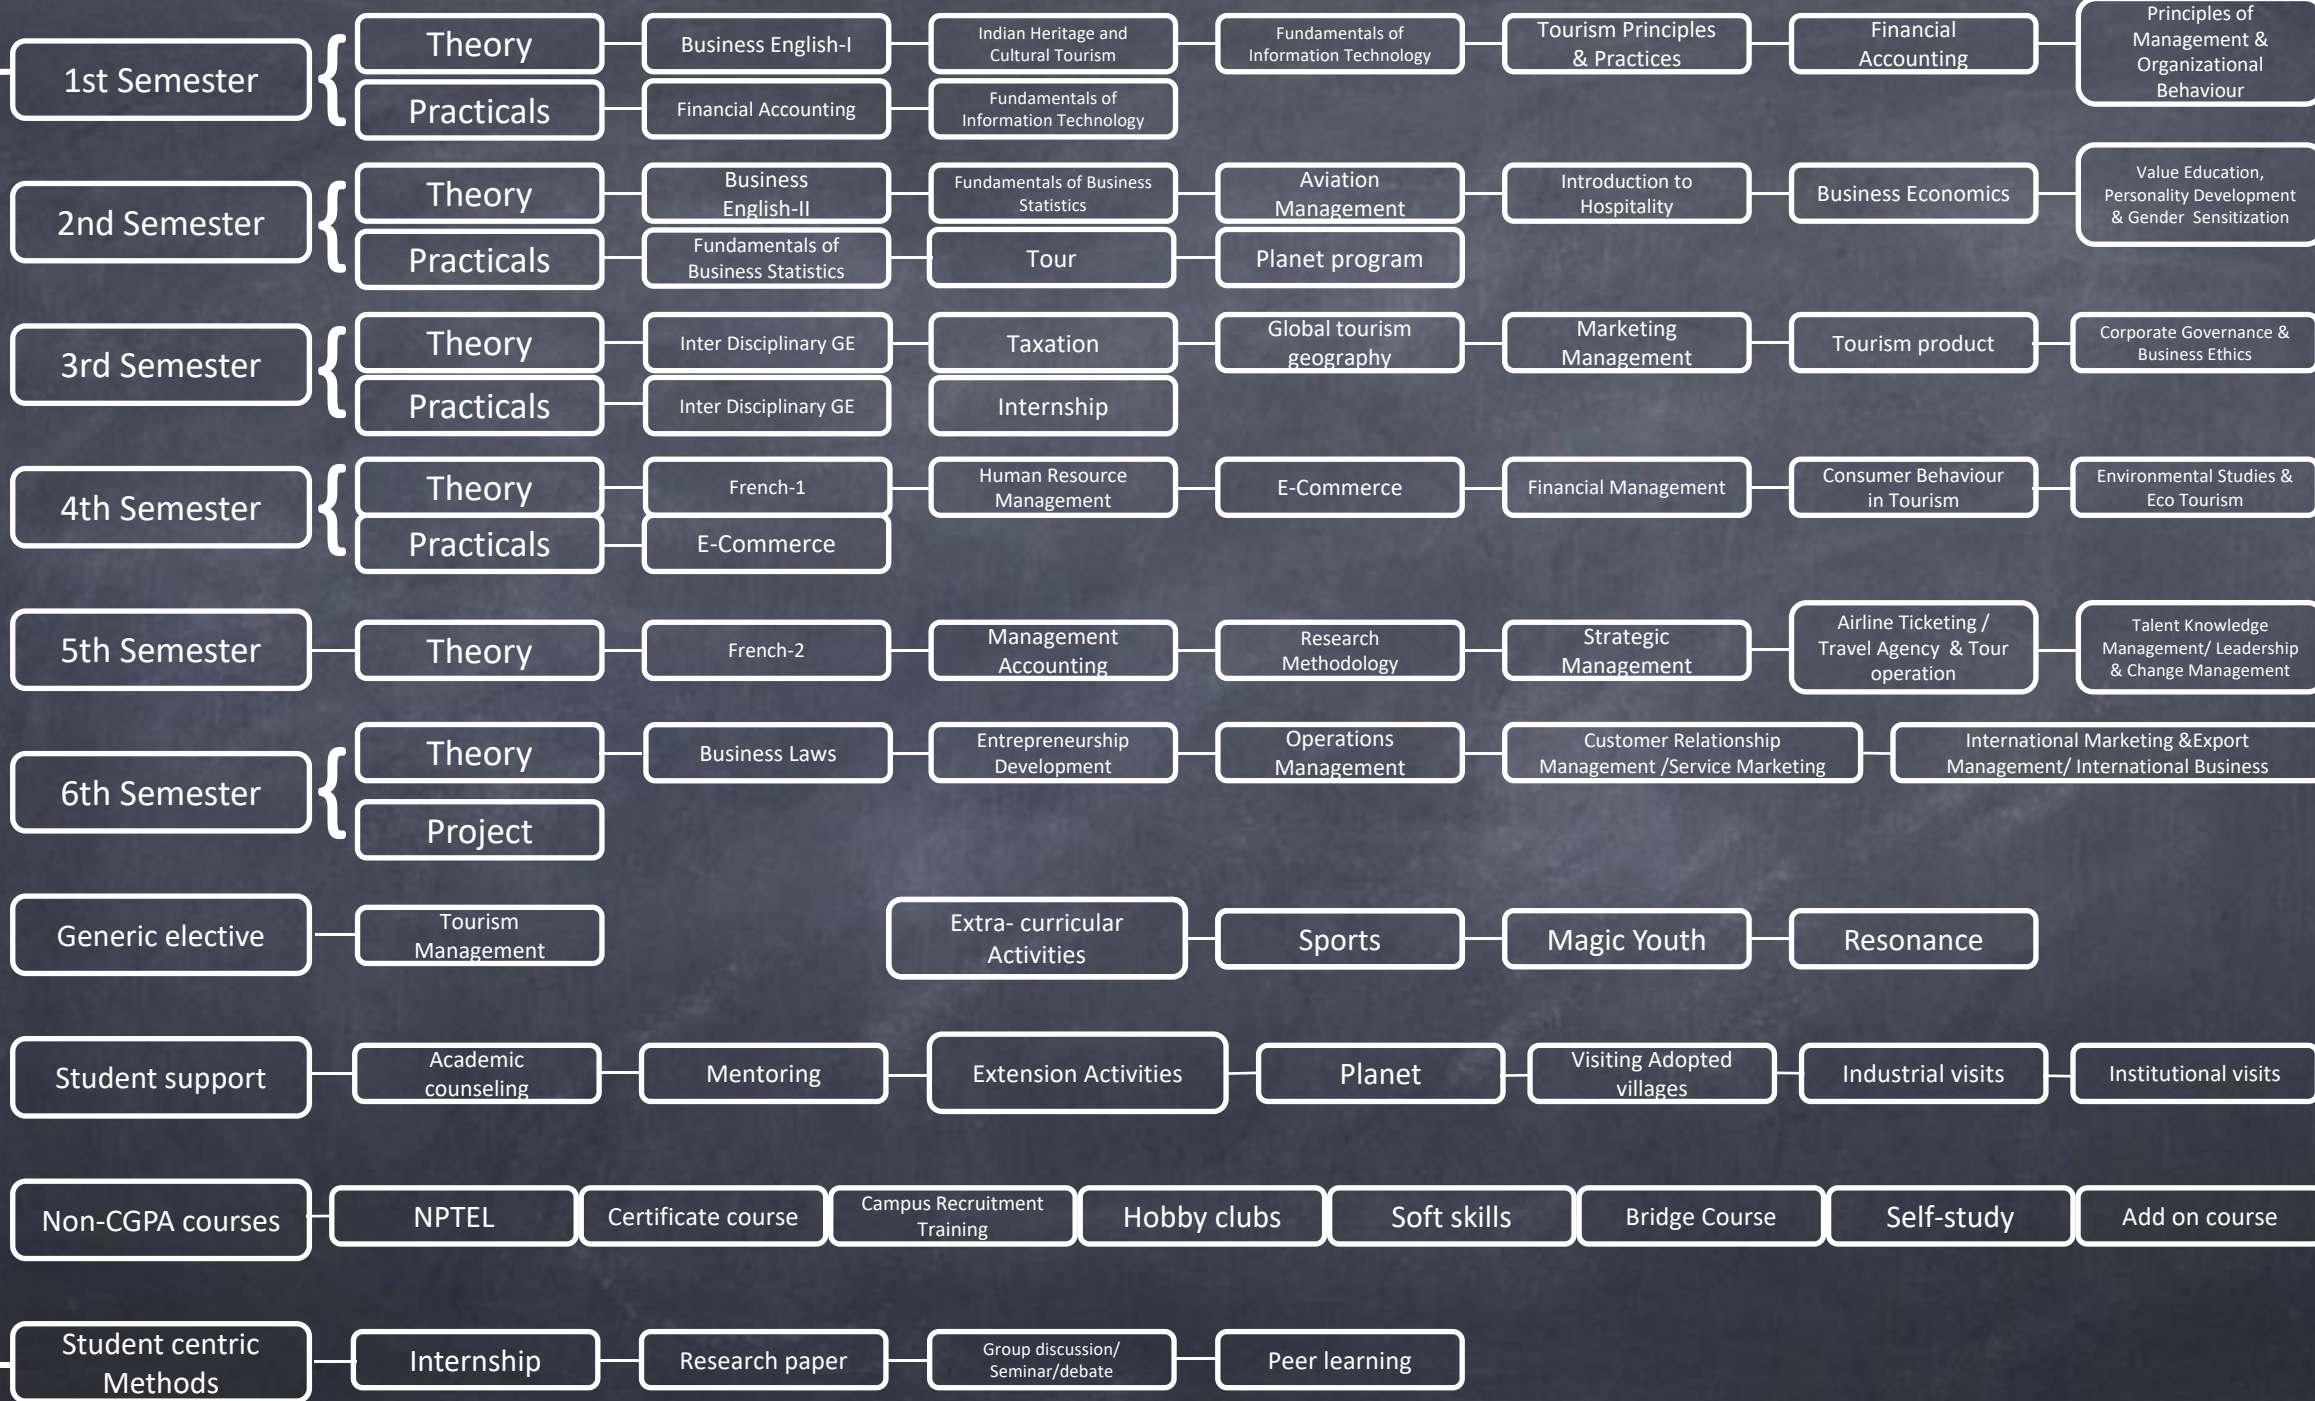 1st Semester
Theory
Business English-I
Indian Heritage and
Cultural Tourism
Fundamentals of
Information Technology
Tourism Principles
& Practices
Financial
Accounting
Principles of
Management &
Organizational
Behaviour
Practicals
Financial Accounting
Fundamentals of
Information Technology
2nd Semester
Theory
Business
English-II
Fundamentals of Business
Statistics
Aviation
Management
Introduction to
Hospitality
Business Economics
Value Education,
Personality Development
& Gender  Sensitization
Practicals
Fundamentals of
Business Statistics
Tour
Planet program
3rd Semester
Theory
Inter Disciplinary GE
Taxation
Global tourism
geography
Marketing
Management
Tourism product
Corporate Governance &
Business Ethics
Practicals
Inter Disciplinary GE
Internship
4th Semester
Theory
French-1
Human Resource
Management
E-Commerce
Financial Management
Consumer Behaviour
in Tourism
Environmental Studies &
Eco Tourism
Practicals
E-Commerce
5th Semester
Theory
French-2
Management
Accounting
Research
Methodology
Strategic
Management
Airline Ticketing /
Travel Agency  & Tour
operation
Talent Knowledge
Management/ Leadership
& Change Management
6th Semester
Theory
Business Laws
Entrepreneurship
Development
Operations
Management
Customer Relationship
Management /Service Marketing
International Marketing &Export
Management/ International Business
Project
Generic elective
Tourism
Management
Extra- curricular
Activities
Sports
Magic Youth
Resonance
Student support
Academic
counseling
Mentoring
Extension Activities
Planet
Visiting Adopted
villages
Industrial visits
Institutional visits
Non-CGPA courses
NPTEL
Certificate course
Campus Recruitment
Training
Hobby clubs
Soft skills
Bridge Course
Self-study
Add on course
Student centric
Methods
Internship
Research paper
Group discussion/
Seminar/debate
Peer learning